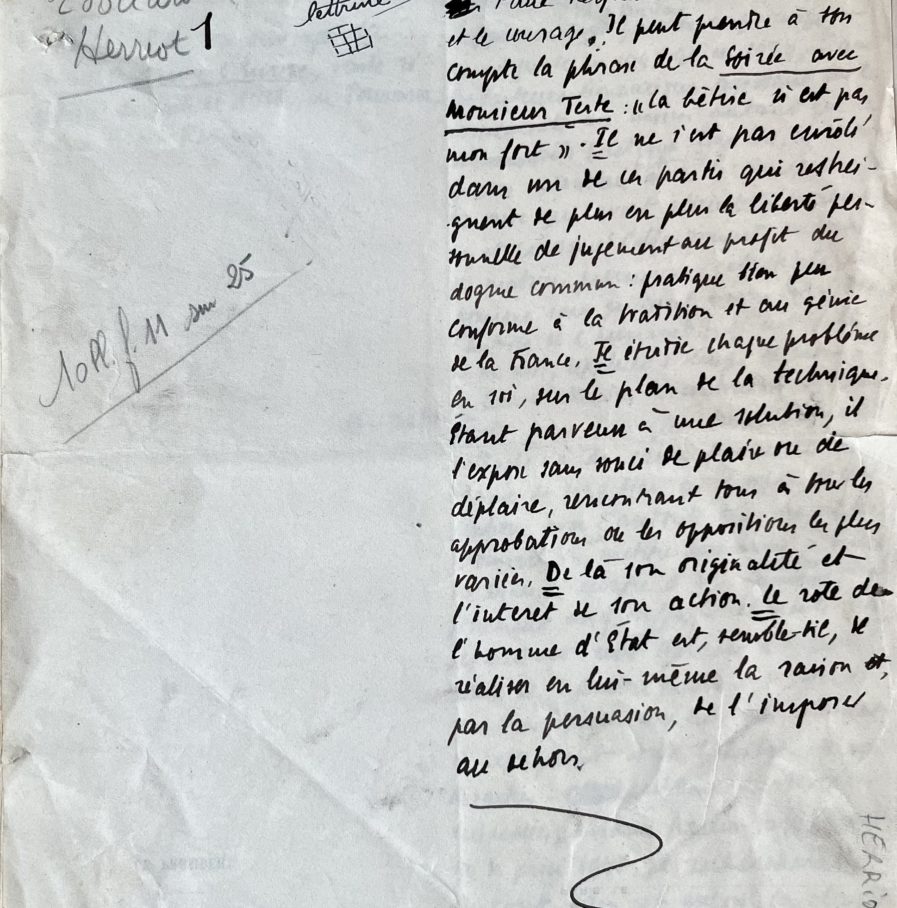 Herriot 1
lettrine
10 Pl. f. 11 sur 25
et le courage. Il peut prendre à son
compte la phrase de la Soirée avec
Monsieur Teste : « la bêtise n'est pas
mon fort ». Il ne s'est pas enrôlé
dans un de ces partis qui restrei-
gnent de plus en plus la liberté per-
sonnelle de jugement au profit du
dogme commun : pratique bien peu
conforme à la tradition et au génie
de la France. Il étudie chaque problème
en soi, sur le plan de la technique.
Étant parvenu à une solution, il
l'expose sans souci de plaire ou de
déplaire, rencontrant tour à tour les
approbations ou les oppositions les plus
variées. De là son originalité et
l'intérêt de son action. Le rôle de
l'homme d'État est, semble-t-il, de
réaliser en lui-même la raison et,
par la persuasion, de l'imposer
au dehors.
HERRIO